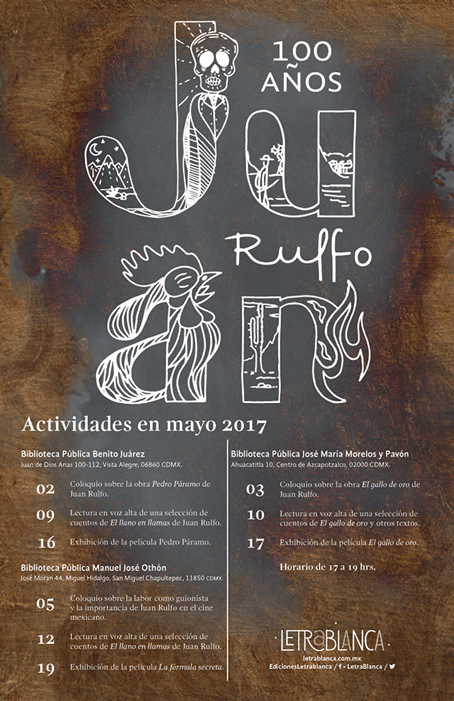 100
AÑOS
Juan
Rulfo
Actividades en mayo 2017
Biblioteca Pública Benito Juárez
Juan de Dios Arias 100-112, Vista Alegre, 06860 CDMX.
02 Coloquio sobre la obra Pedro Páramo de
Juan Rulfo.
09 Lectura en voz alta de una selección de
cuentos de El llano en llamas de Juan Rulfo.
16 Exhibición de la película Pedro Páramo.
Biblioteca Pública Manuel José Othón
José Morán 44, Miguel Hidalgo, San Miguel Chapultepec, 11850 CDMX.
05 Coloquio sobre la labor como guionista
y la importancia de Juan Rulfo en el cine
mexicano.
12 Lectura en voz alta de una selección de
cuentos de El llano en llamas de Juan Rulfo.
19 Exhibición de la película La fórmula secreta.
Biblioteca Pública José María Morelos y Pavón
Ahuacatitla 10, Centro de Azcapotzalco, 02000 CDMX.
03 Coloquio sobre la obra El gallo de oro de
Juan Rulfo.
10 Lectura en voz alta de una selección de
cuentos de El gallo de oro y otros textos.
17 Exhibición de la película El gallo de oro.
Horario de 17 a 19 hrs.
LETRABLANCA
letrablanca.com.mx
EdicionesLetrablanca / f • LetraBlanca /